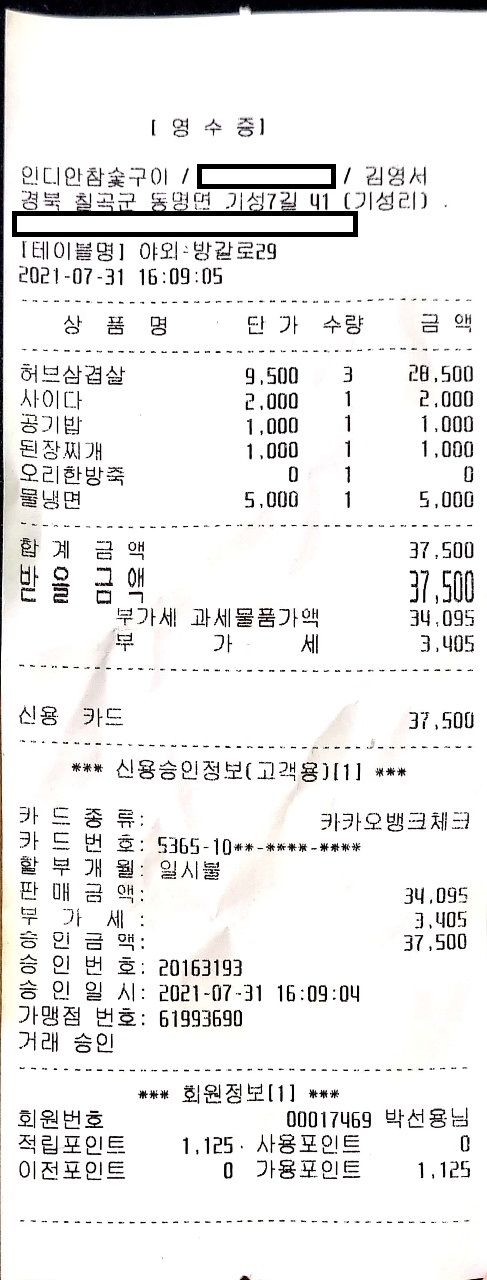 [ 영 수 증]
인디안참숯구이 / / 김영서
경북 칠곡군 동명면 기성7길 41 (기성리)
[테이블명] 야외-방갈로29
2021-07-31 16:09:05
상 품 명 단 가 수량 금 액
허브삼겹살 9,500 3 28,500
사이다 2,000 1 2,000
공기밥 1,000 1 1,000
된장찌개 1,000 1 1,000
오리한방죽 0 1 0
물냉면 5,000 1 5,000
합 계 금 액 37,500
받 을 금 액 37,500
부가세 과세물품가액 34,095
부 가 세 3,405
신용 카드 37,500
*** 신용승인정보(고객용)[1] ***
카 드 종 류: 카카오뱅크체크
카 드 번 호: 5365-10**-****-****
할 부 개 월: 일시불
판 매 금 액: 34,095
부 가 세 : 3,405
승 인 금 액: 37,500
승 인 번 호: 20163193
승 인 일 시: 2021-07-31 16:09:04
가맹점 번호: 61993690
거래 승인
*** 회원정보[1] ***
회원번호 00017469 박선용님
적립포인트 1,125 사용포인트 0
이전포인트 0 가용포인트 1,125